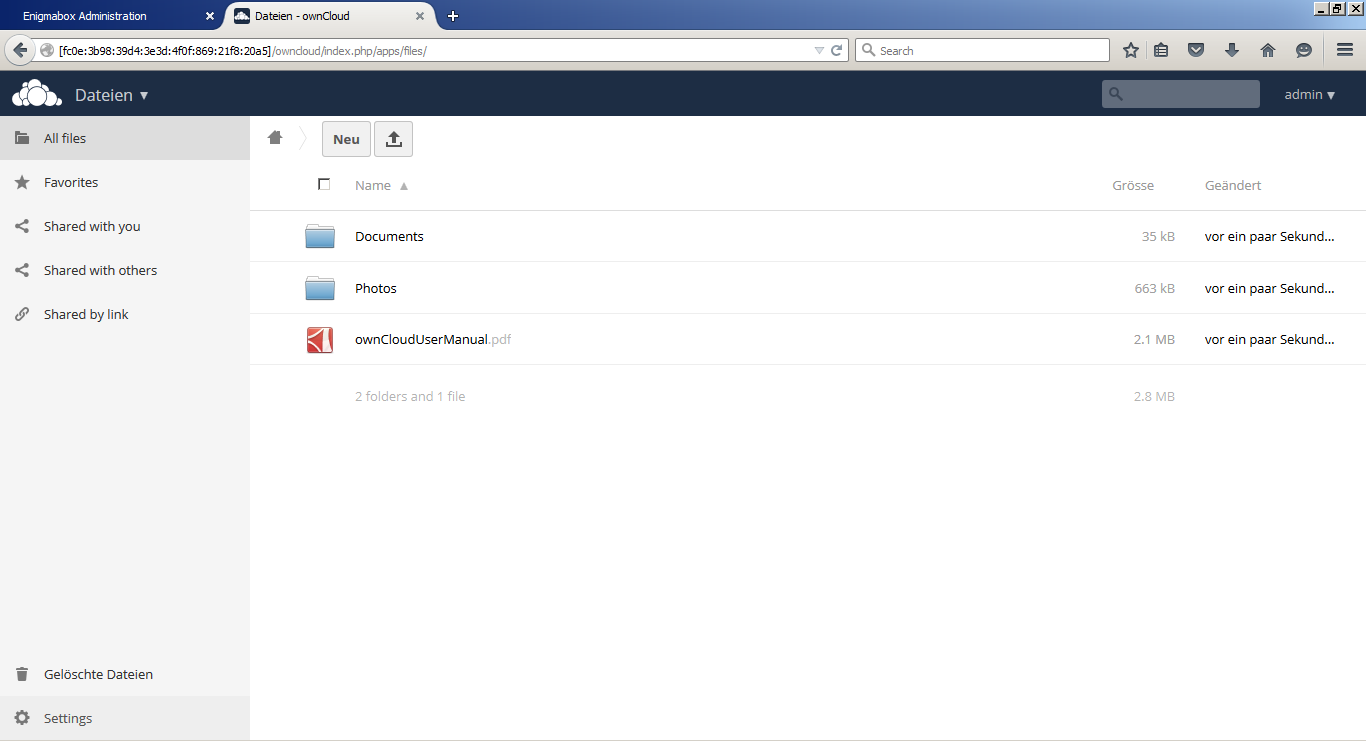 Enigmabox Administration
Dateien - ownCloud
[fc0e:3b98:39d4:3e3d:4f0f:869:21f8:20a5]/owncloud/index.php/apps/files/
Search
Dateien ▼
admin ▼
All files
Favorites
Shared with you
Shared with others
Shared by link
Gelöschte Dateien
Settings
Neu
Name ▲ Grösse Geändert
Documents 35 kB vor ein paar Sekund...
Photos 663 kB vor ein paar Sekund...
ownCloudUserManual.pdf 2.1 MB vor ein paar Sekund...
2 folders and 1 file 2.8 MB